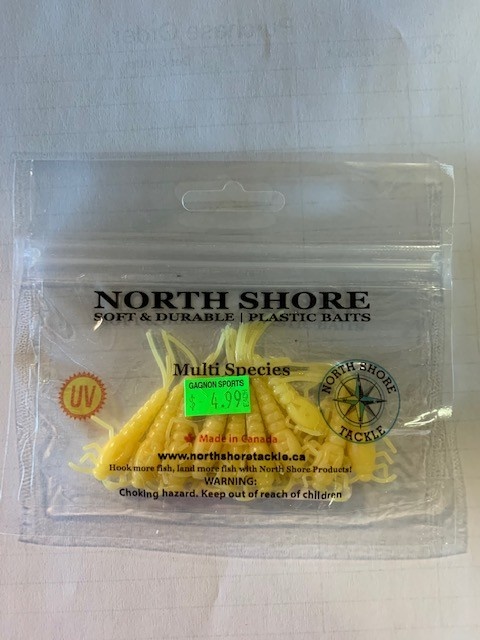 Purchase Order
NORTH SHORE
SOFT & DURABLE | PLASTIC BAITS
Multi Species
GAGNON SPORTS
$ 4.99
UV
NORTH SHORE
TACKLE
Made in Canada
www.northshoretackle.ca
Hook more fish, land more fish with North Shore Products!
WARNING:
Choking hazard. Keep out of reach of children